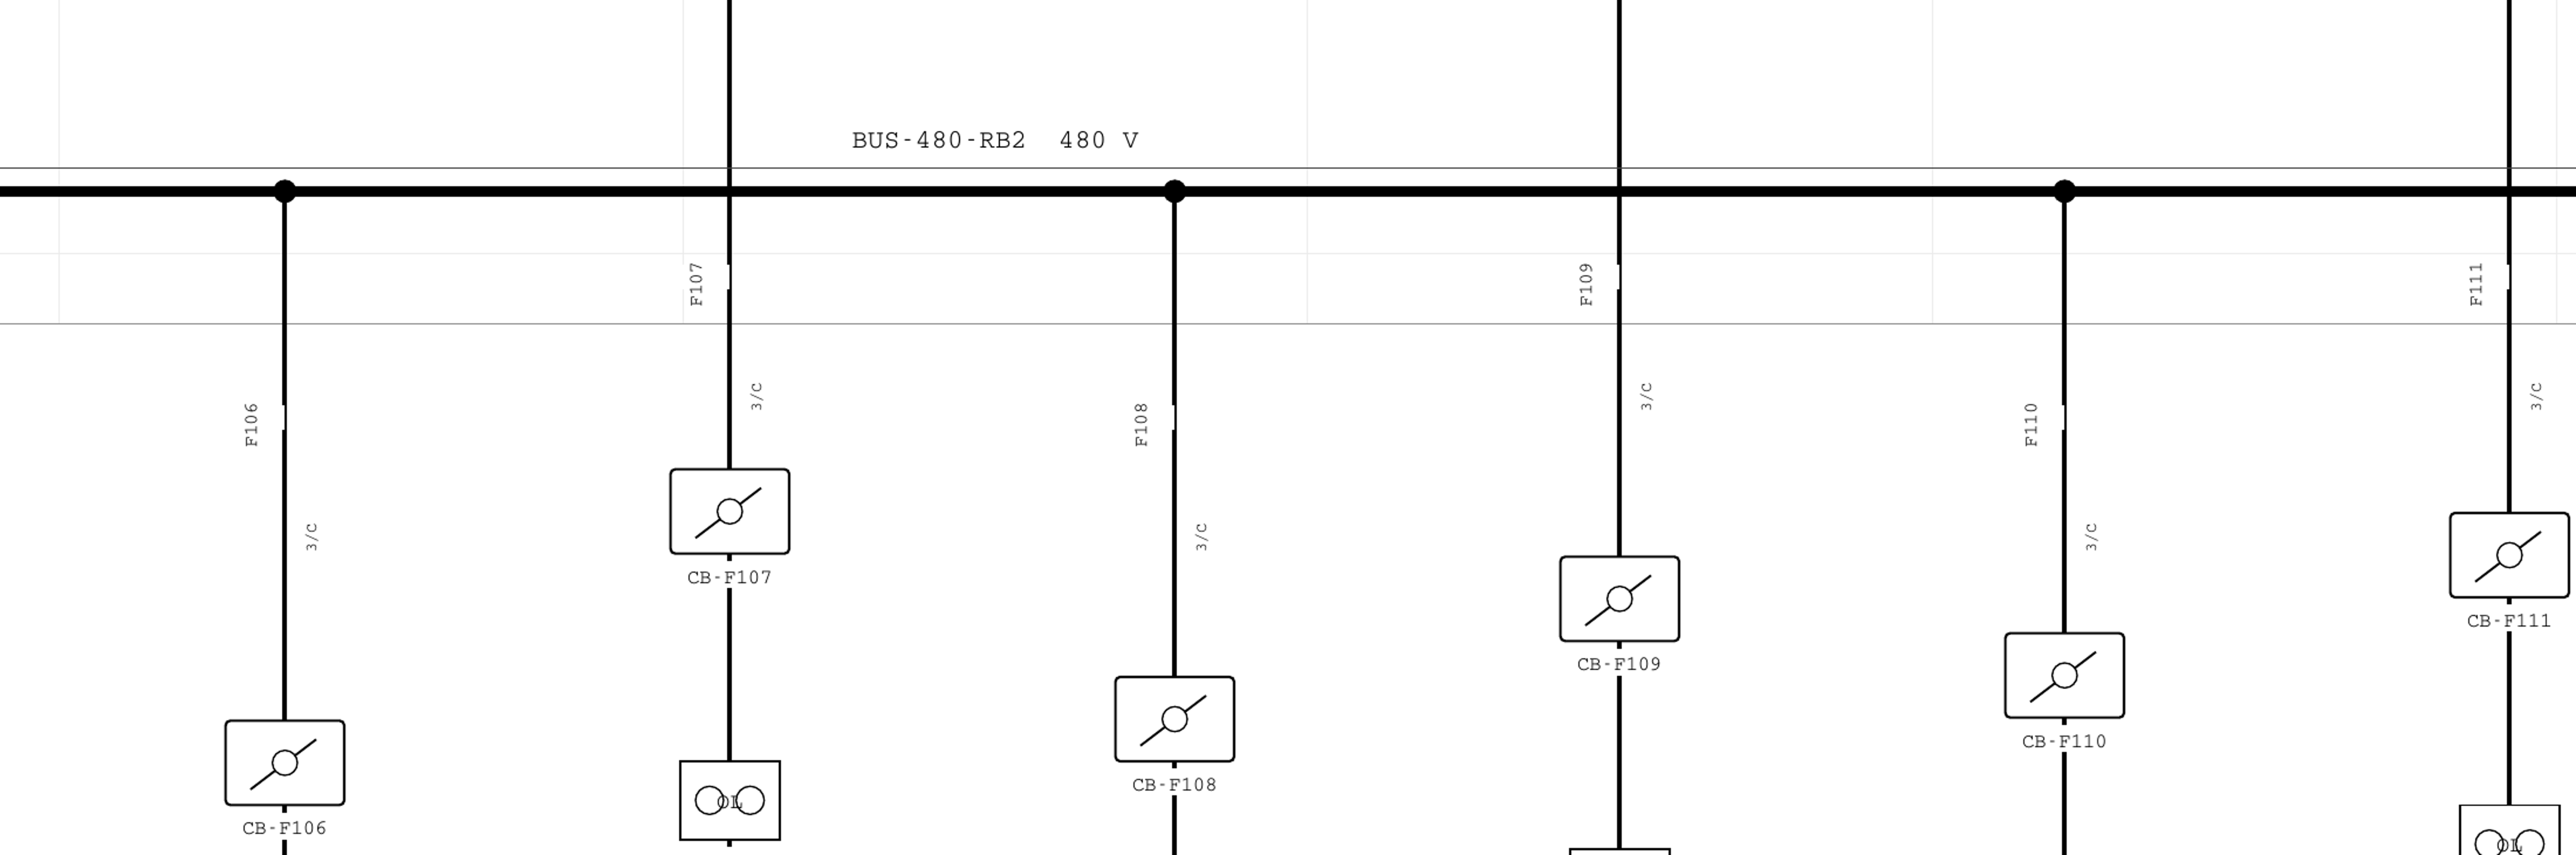 BUS-480-RB2  480 V
F107
F109
F111
3/C
3/C
3/C
F106
F108
F110
3/C
3/C
3/C
CB-F107
CB-F111
CB-F109
CB-F110
CB-F108
OL
CB-F106
OL